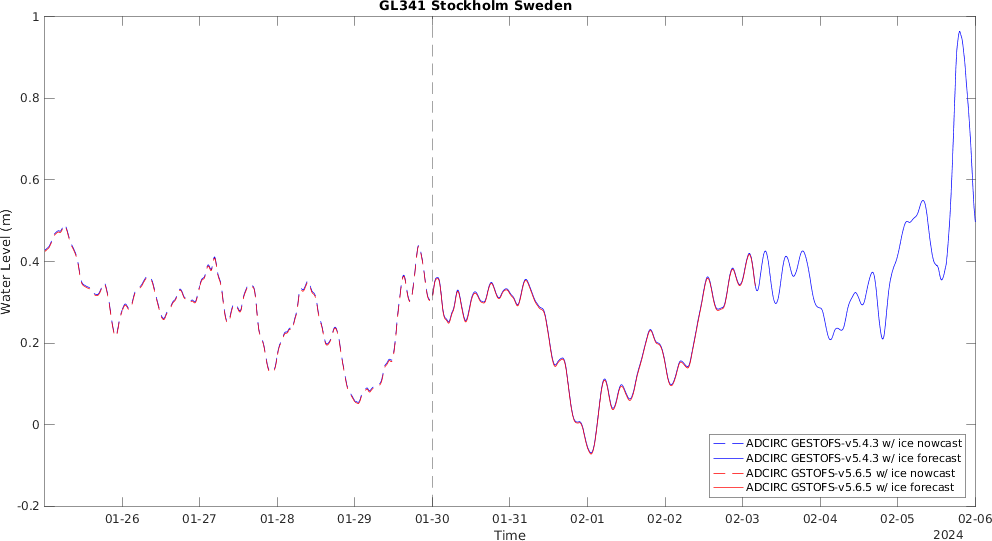 GL341 Stockholm Sweden
1
0.8
0.6
0.4
0.2
0
-0.2
Water Level (m)
ADCIRC GESTOFS-v5.4.3 w/ ice nowcast
ADCIRC GESTOFS-v5.4.3 w/ ice forecast
ADCIRC GSTOFS-v5.6.5 w/ ice nowcast
ADCIRC GSTOFS-v5.6.5 w/ ice forecast
01-26 01-27 01-28 01-29 01-30 01-31 02-01 02-02 02-03 02-04 02-05 02-06
Time
2024